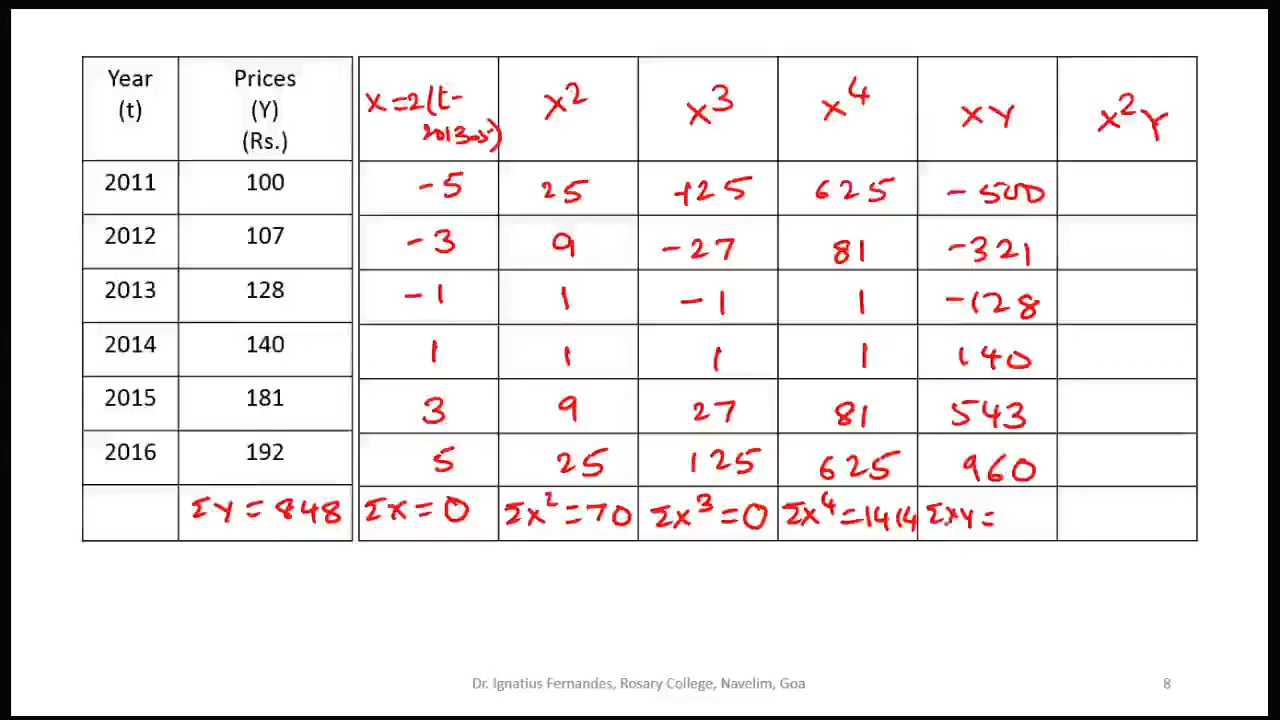 Year (t) Prices (Y) (Rs.) X=2(t-2013.5) X² X³ X⁴ XY X²Y
2011 100 -5 25 -125 625 -500
2012 107 -3 9 -27 81 -321
2013 128 -1 1 -1 1 -128
2014 140 1 1 1 1 140
2015 181 3 9 27 81 543
2016 192 5 25 125 625 960
ΣY = 848 ΣX = 0 ΣX² = 70 ΣX³ = 0 ΣX⁴ = 1414 ΣXY =
Dr. Ignatius Fernandes, Rosary College, Navelim, Goa 8